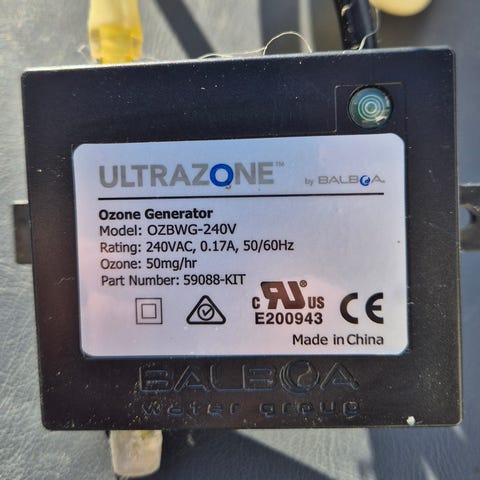 ULTRAZONE™ by BALBOA
Ozone Generator
Model: OZBWG-240V
Rating: 240VAC, 0.17A, 50/60Hz
Ozone: 50mg/hr
Part Number: 59088-KIT
c RU US CE
E200943
Made in China
BALBOA
water group